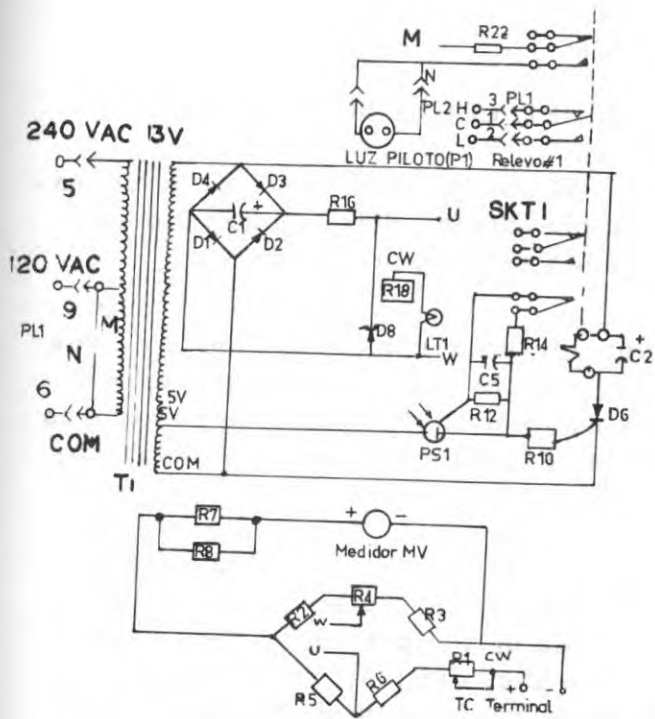 M
R22
N
PL2
H
3
PL1
C
1
L
2
LUZ PILOTO(P1)
Relevo#1
240 VAC
13V
5
D4
D3
C1
+
D1
D2
R16
U
SKT1
CW
R18
D8
LT1
W
120 VAC
9
PL1
M
N
6
COM
T1
5V
5V
COM
R14
C5
R12
PS1
R10
+
C2
D6
R7
R8
+
-
Medidor MV
R2
R4
W
R3
U
R5
R6
R1
CW
+
-
TC Terminal